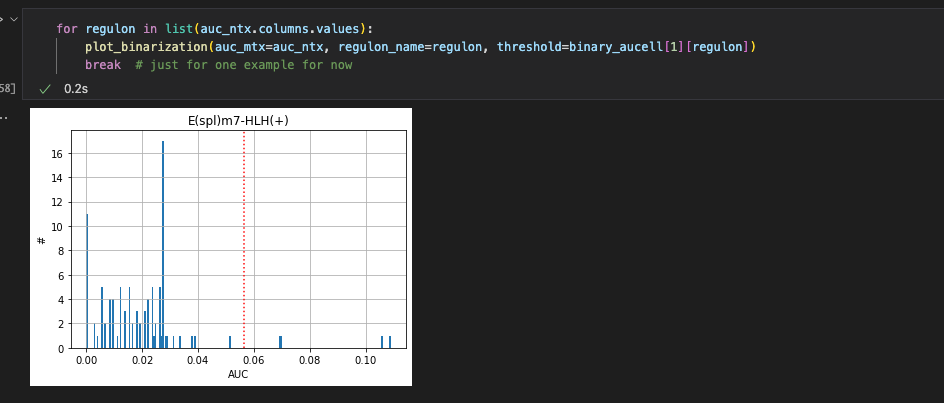 for regulon in list(auc_ntx.columns.values):
plot_binarization(auc_mtx=auc_ntx, regulon_name=regulon, threshold=binary_aucell[1][regulon])
break  # just for one example for now
58]
0.2s
E(spl)m7-HLH(+)
16
14
12
10
8
6
4
2
0
#
0.00 0.02 0.04 0.06 0.08 0.10
AUC